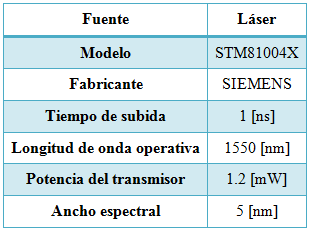 Fuente Láser
Modelo STM81004X
Fabricante SIEMENS
Tiempo de subida 1 [ns]
Longitud de onda operativa 1550 [nm]
Potencia del transmisor 1.2 [mW]
Ancho espectral 5 [nm]